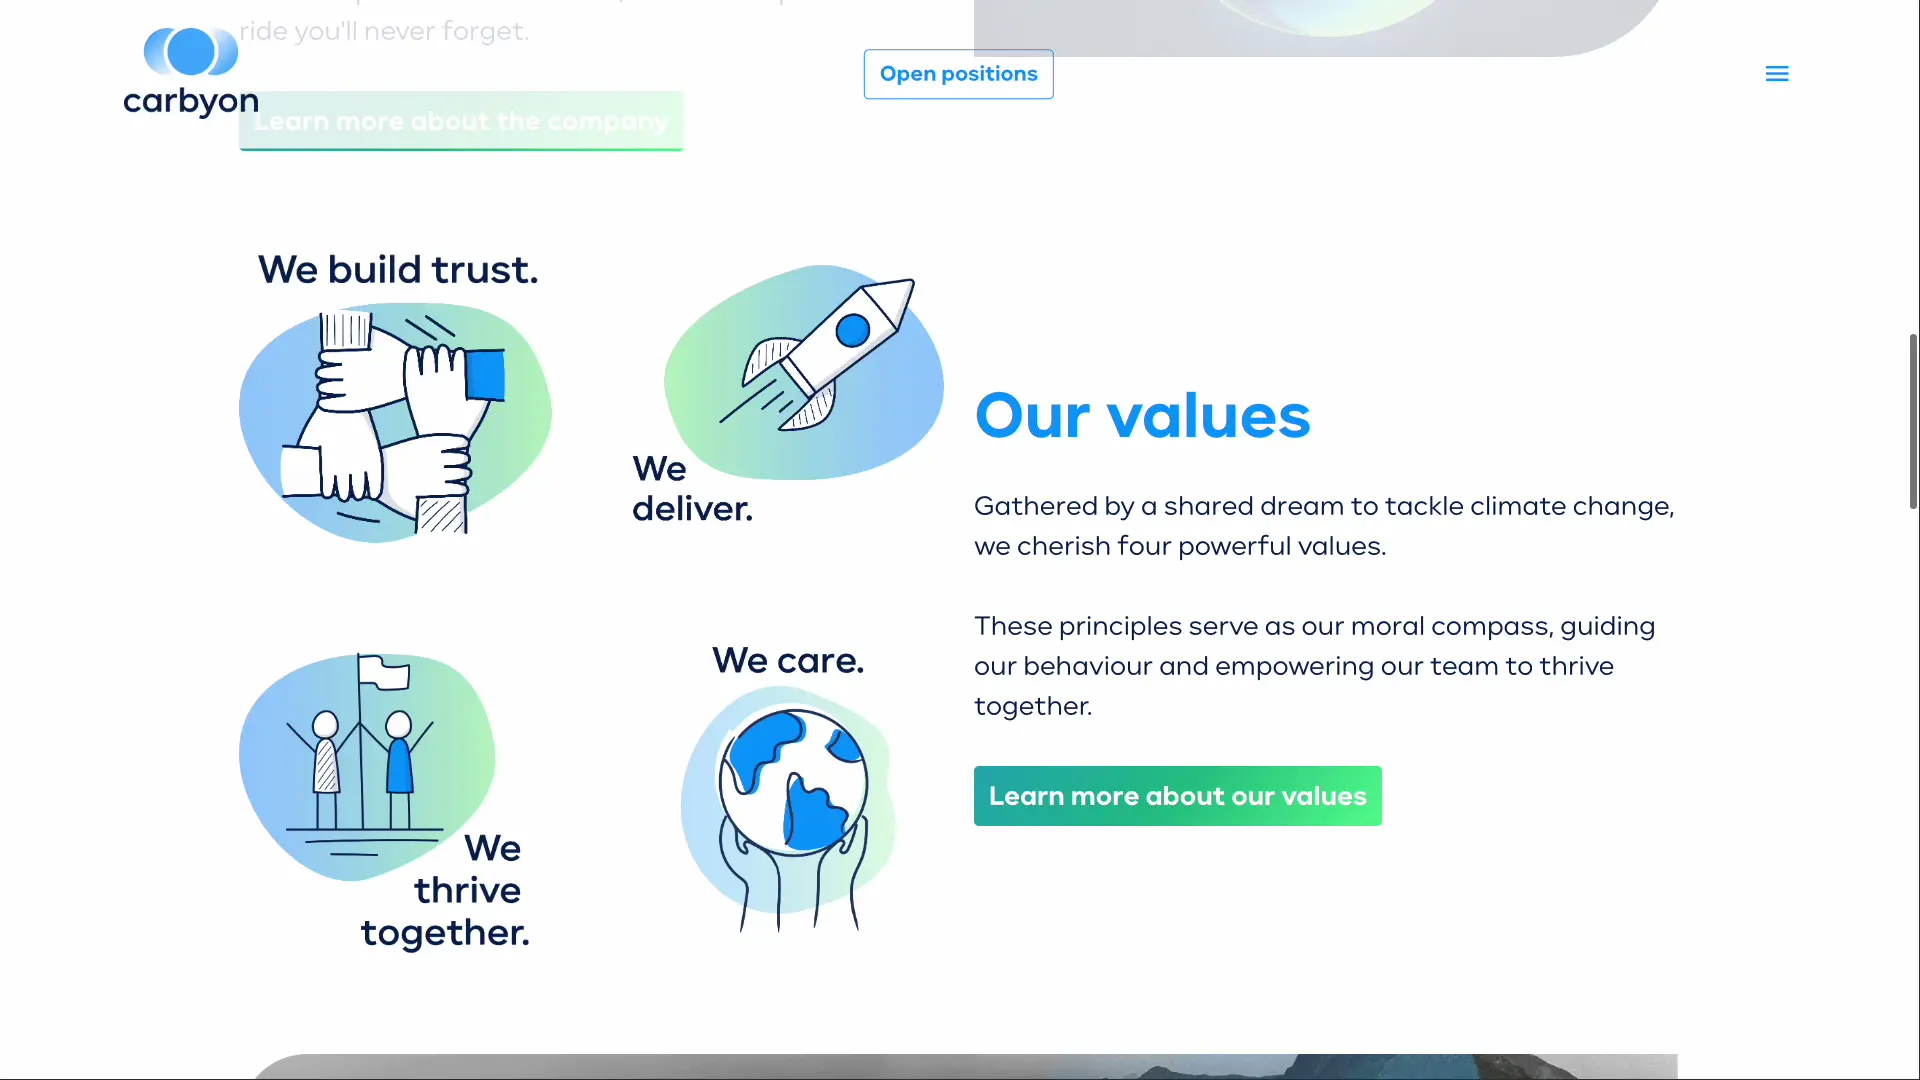 ride you'll never forget.
carbyon
Open positions
Learn more about the company
We build trust.
We
deliver.
We
thrive
together.
We care.
Our values
Gathered by a shared dream to tackle climate change,
we cherish four powerful values.
These principles serve as our moral compass, guiding
our behaviour and empowering our team to thrive
together.
Learn more about our values